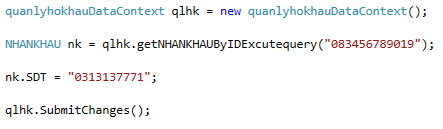 quanlyhokhauDataContext qlhk = new quanlyhokhauDataContext();
NHANKHAU nk = qlhk.getNHANKHAUByIDExcutequery("083456789019");
nk.SDT = "0313137771";
qlhk.SubmitChanges();